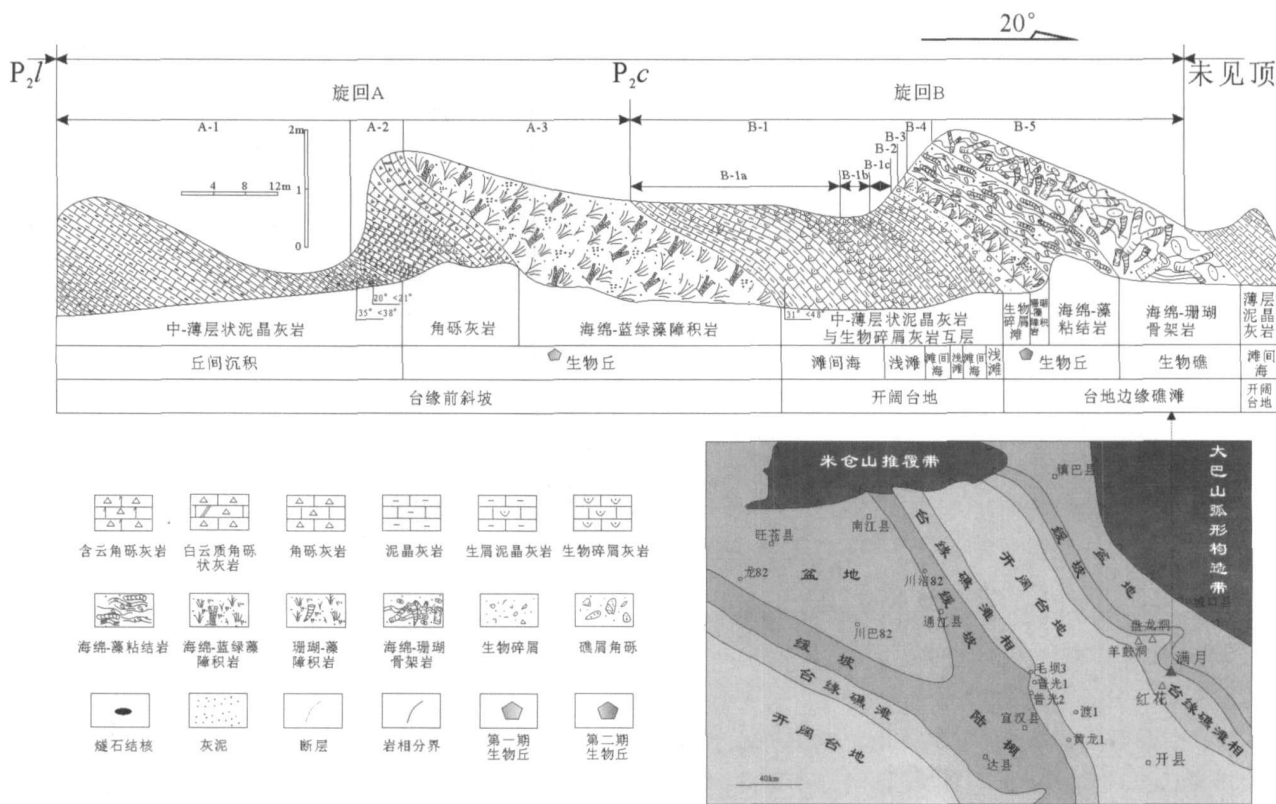 20°
P₂l
P₂c
未见顶
旋回A
旋回B
A-1
A-2
A-3
B-1
B-1a
B-1b
B-1c
B-2
B-3
B-4
B-5
2m
1
0
4 8 12m
20° <21°
35° <38°
31° <48°
中-薄层状泥晶灰岩
角砾灰岩
海绵-蓝绿藻障积岩
中-薄层状泥晶灰岩
与生物碎屑灰岩互层
生物
碎屑
滩
海绵-藻
粘结岩
海绵-珊瑚
骨架岩
薄层
泥晶
灰岩
丘间沉积
生物丘
滩间海
浅滩
滩间
海
浅
滩
滩间
海
浅
滩
生物丘
生物礁
滩间
海
台缘前斜坡
开阔台地
台地边缘礁滩
开阔
台地
含云角砾灰岩
白云质角砾
状灰岩
角砾灰岩
泥晶灰岩
生屑泥晶灰岩
生物碎屑灰岩
海绵-藻粘结岩
海绵-蓝绿藻
障积岩
珊瑚-藻
障积岩
海绵-珊瑚
骨架岩
生物碎屑
礁屑角砾
燧石结核
灰泥
断层
岩相分界
第一期
生物丘
第二期
生物丘
米仓山推覆带
大巴山弧形构造带
镇巴县
南江县
旺苍县
龙82
盆地
川涪82
通江县
川巴82
缓坡
台缘礁滩相
开阔台地
缓坡
盆地
城口县
盘龙洞
羊鼓洞
满月
红花
台缘礁滩相
毛坝3
普光1
普光2
宣汉县
渡1
黄龙1
开县
达县
陆棚
缓坡
台缘礁滩
开阔台地
40km